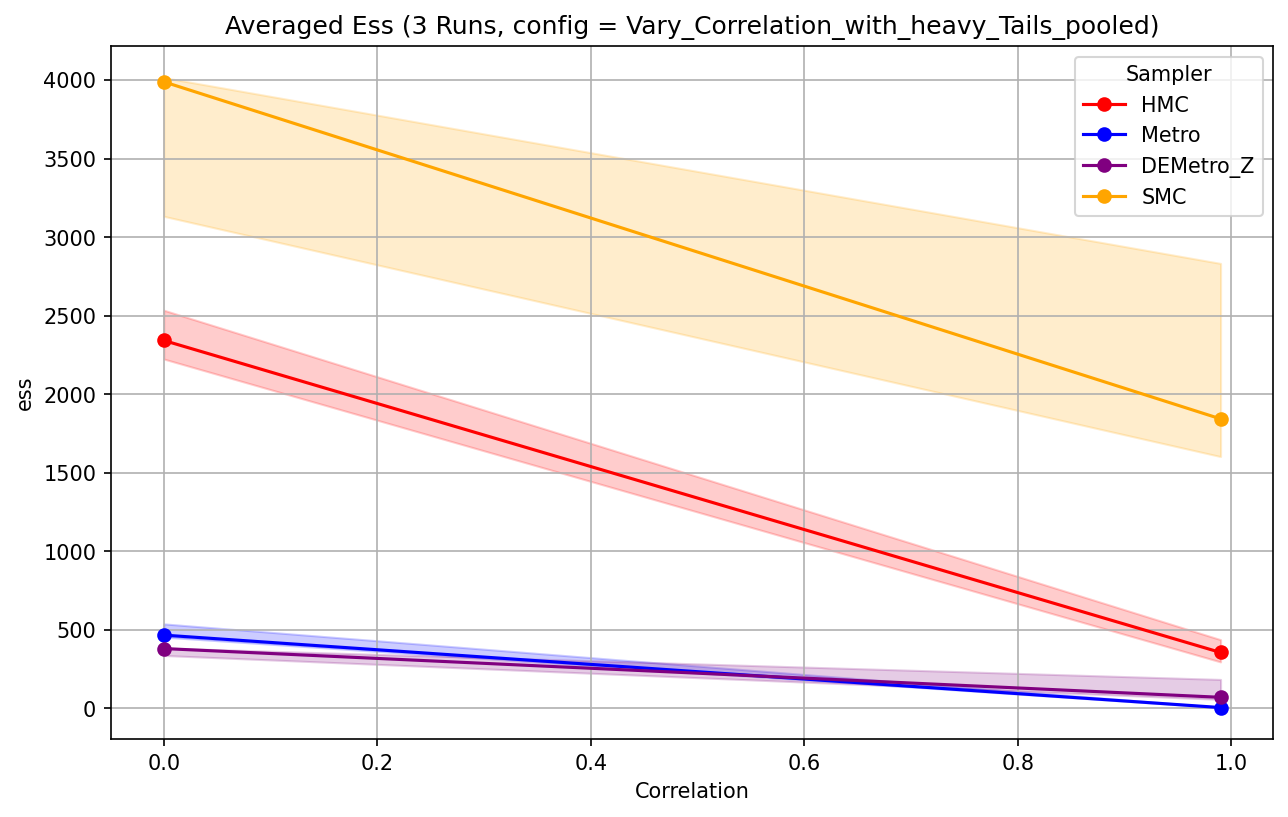 Averaged Ess (3 Runs, config = Vary_Correlation_with_heavy_Tails_pooled)
Sampler
HMC
Metro
DEMetro_Z
SMC
4000
3500
3000
2500
2000
1500
1000
500
0
ess
0.0 0.2 0.4 0.6 0.8 1.0
Correlation